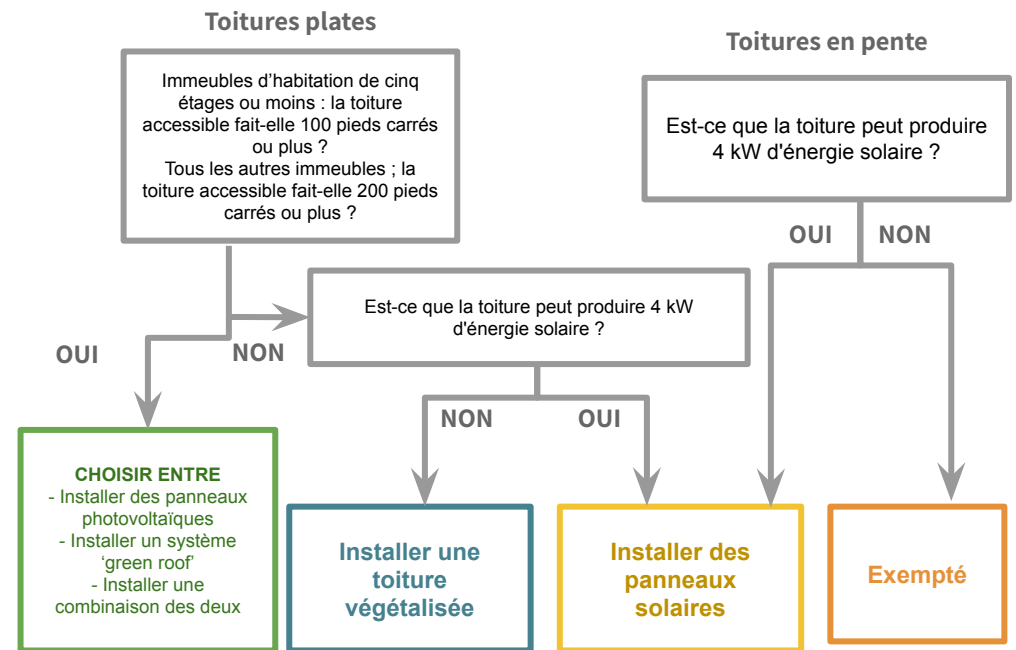 Toitures plates
Immeubles d'habitation de cinq
étages ou moins : la toiture
accessible fait-elle 100 pieds carrés
ou plus ?
Tous les autres immeubles ; la
toiture accessible fait-elle 200 pieds
carrés ou plus ?
Toitures en pente
Est-ce que la toiture peut produire
4 kW d'énergie solaire ?
OUI
NON
Est-ce que la toiture peut produire 4 kW
d'énergie solaire ?
OUI
NON
NON
OUI
CHOISIR ENTRE
- Installer des panneaux
photovoltaïques
- Installer un système
‘green roof’
- Installer une
combinaison des deux
Installer une
toiture
végétalisée
Installer des
panneaux
solaires
Exempté